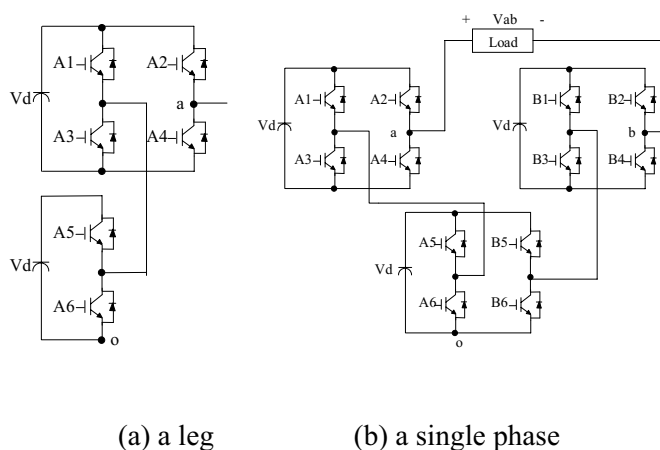 + Vab -
Load
A1 A2
Vd
a
A3 A4
A5
Vd
A6
o
A1 A2
Vd
a
A3 A4
B1 B2
Vd
b
B3 B4
A5 B5
Vd
A6 B6
o
(a) a leg (b) a single phase